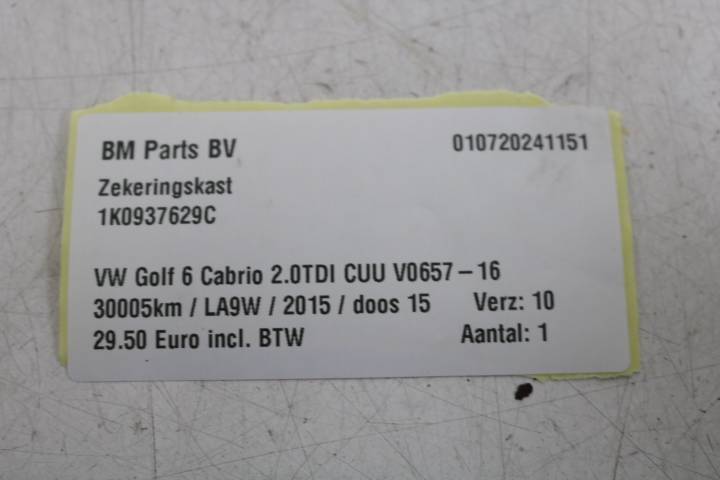 BM Parts BV 010720241151
Zekeringskast
1K0937629C
VW Golf 6 Cabrio 2.0TDI CUU V0657-16
30005km / LA9W / 2015 / doos 15 Verz: 10
29.50 Euro incl. BTW Aantal: 1